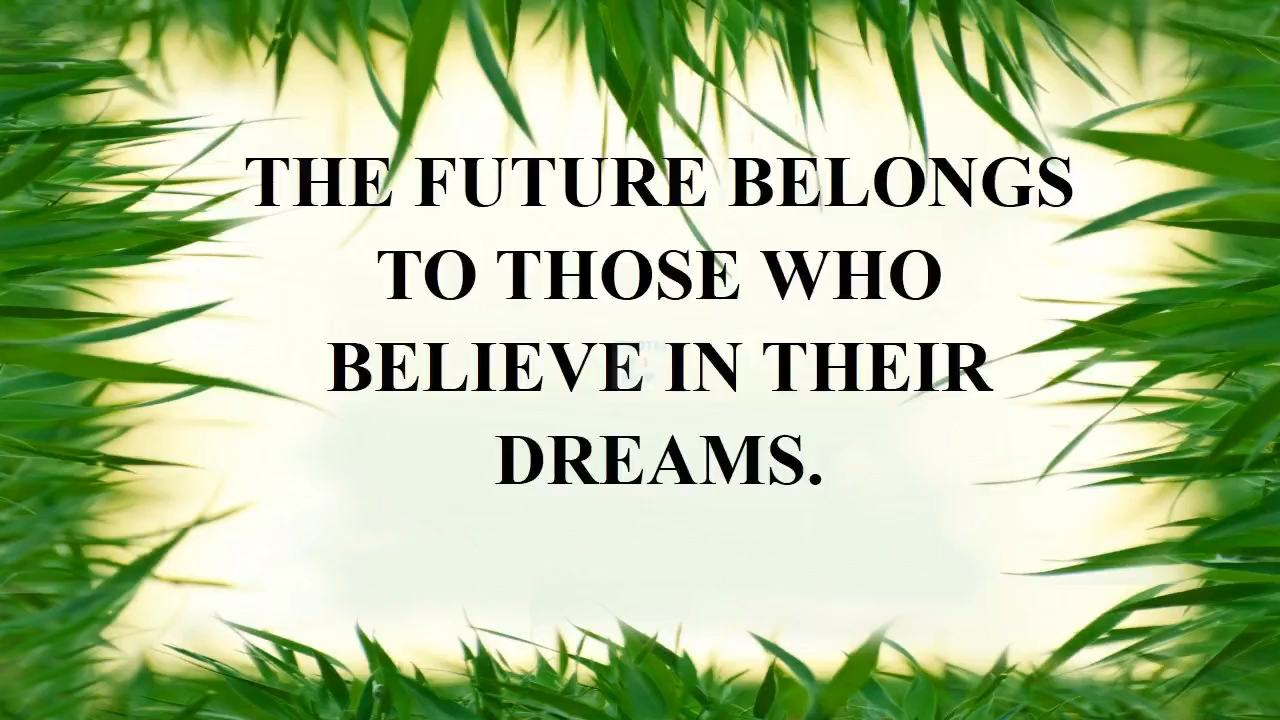 THE FUTURE BELONGS
TO THOSE WHO
BELIEVE IN THEIR
DREAMS.